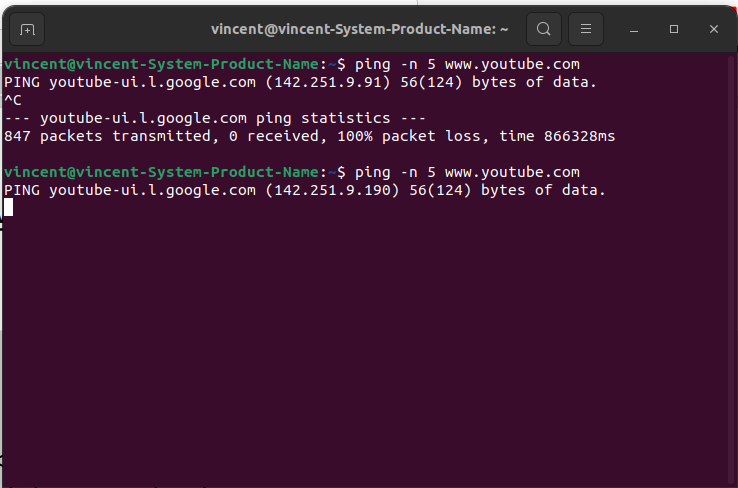 vincent@vincent-System-Product-Name: ~
vincent@vincent-System-Product-Name:~$ ping -n 5 www.youtube.com
PING youtube-ui.l.google.com (142.251.9.91) 56(124) bytes of data.
^C
--- youtube-ui.l.google.com ping statistics ---
847 packets transmitted, 0 received, 100% packet loss, time 866328ms
vincent@vincent-System-Product-Name:~$ ping -n 5 www.youtube.com
PING youtube-ui.l.google.com (142.251.9.190) 56(124) bytes of data.